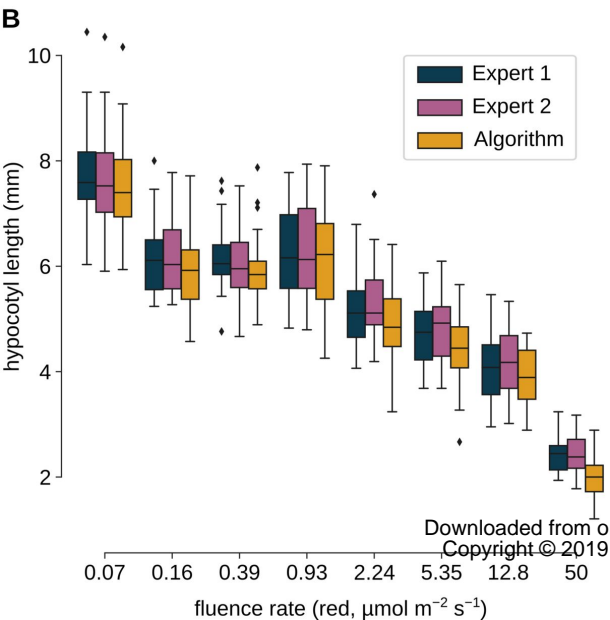 B
10
8
6
4
2
hypocotyl length (mm)
Expert 1
Expert 2
Algorithm
Downloaded from o
Copyright © 2019
0.07 0.16 0.39 0.93 2.24 5.35 12.8 50
fluence rate (red, µmol m⁻² s⁻¹)